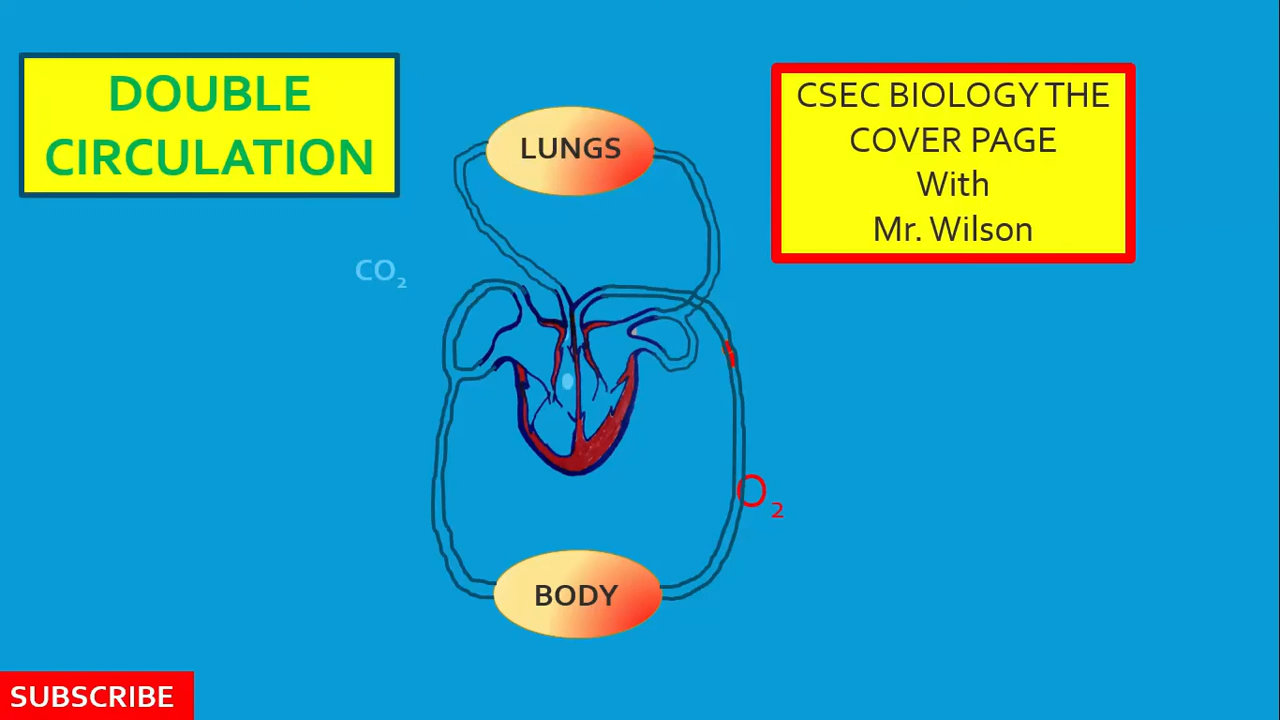 DOUBLE
CIRCULATION
CSEC BIOLOGY THE
COVER PAGE
With
Mr. Wilson
LUNGS
CO₂
O₂
BODY
SUBSCRIBE